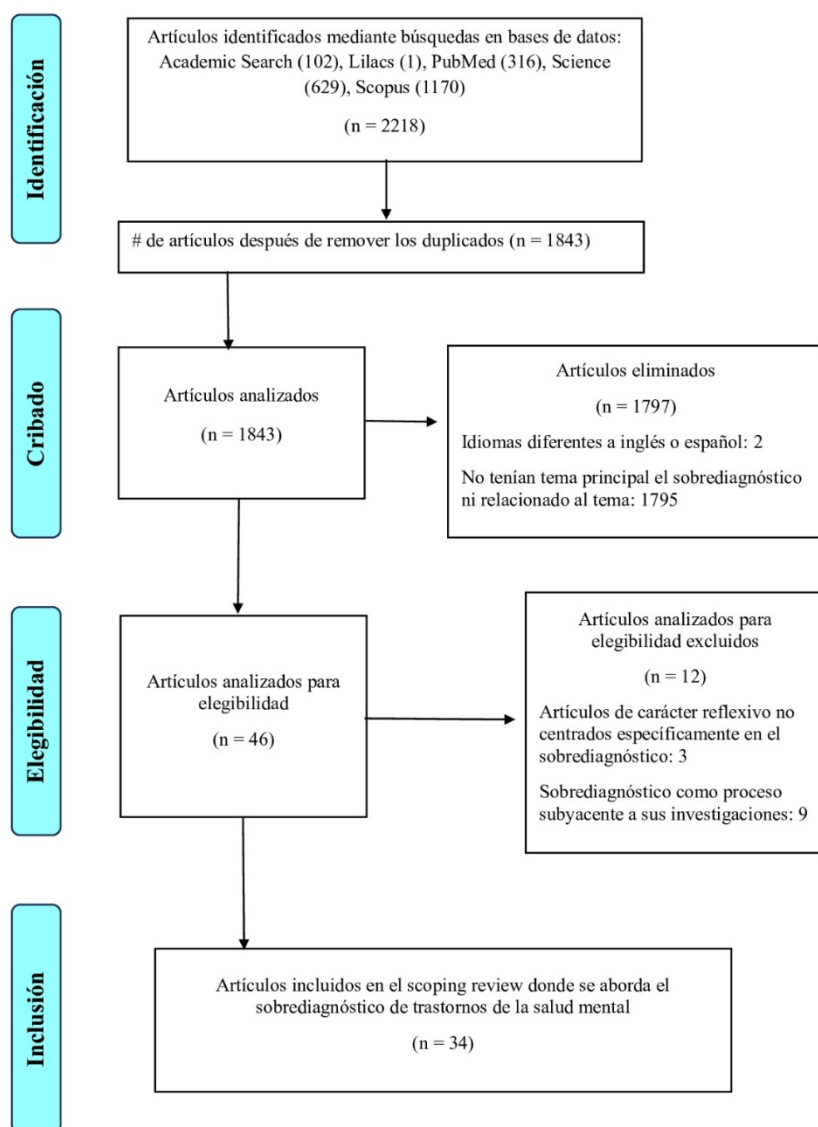 Identificación
Artículos identificados mediante búsquedas en bases de datos:
Academic Search (102), Lilacs (1), PubMed (316), Science
(629), Scopus (1170)
(n = 2218)
# de artículos después de remover los duplicados (n = 1843)
Cribado
Artículos analizados
(n = 1843)
Artículos eliminados
(n = 1797)
Idiomas diferentes a inglés o español: 2
No tenían tema principal el sobrediagnóstico
ni relacionado al tema: 1795
Elegibilidad
Artículos analizados para
elegibilidad
(n = 46)
Artículos analizados para
elegibilidad excluidos
(n = 12)
Artículos de carácter reflexivo no
centrados específicamente en el
sobrediagnóstico: 3
Sobrediagnóstico como proceso
subyacente a sus investigaciones: 9
Inclusión
Artículos incluidos en el scoping review donde se aborda el
sobrediagnóstico de trastornos de la salud mental
(n = 34)